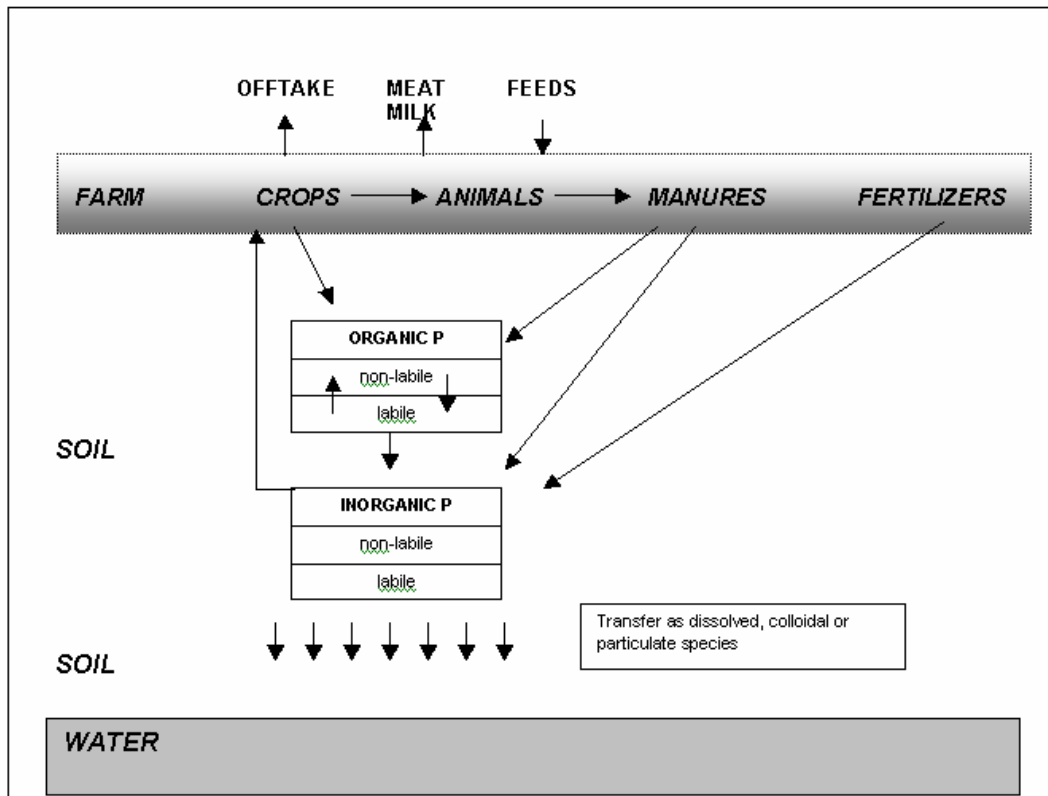 OFFTAKE MEAT FEEDS
MILK
FARM CROPS ANIMALS MANURES FERTILIZERS
ORGANIC P
non-labile
labile
SOIL
INORGANIC P
non-labile
labile
Transfer as dissolved, colloidal or
particulate species
SOIL
WATER